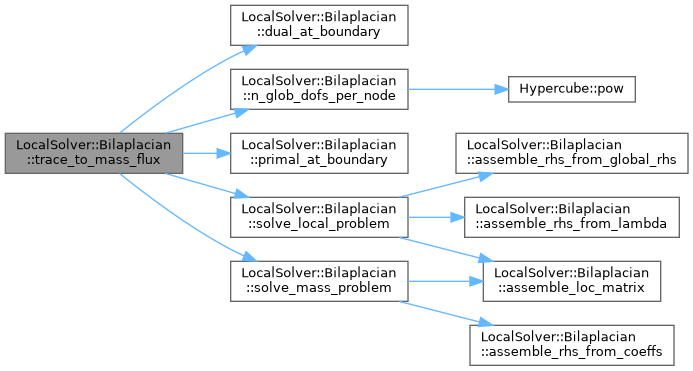 LocalSolver::Bilaplacian
::trace_to_mass_flux
LocalSolver::Bilaplacian
::dual_at_boundary
LocalSolver::Bilaplacian
::n_glob_dofs_per_node
Hypercube::pow
LocalSolver::Bilaplacian
::primal_at_boundary
LocalSolver::Bilaplacian
::solve_local_problem
LocalSolver::Bilaplacian
::assemble_rhs_from_global_rhs
LocalSolver::Bilaplacian
::assemble_rhs_from_lambda
LocalSolver::Bilaplacian
::assemble_loc_matrix
LocalSolver::Bilaplacian
::solve_mass_problem
LocalSolver::Bilaplacian
::assemble_rhs_from_coeffs